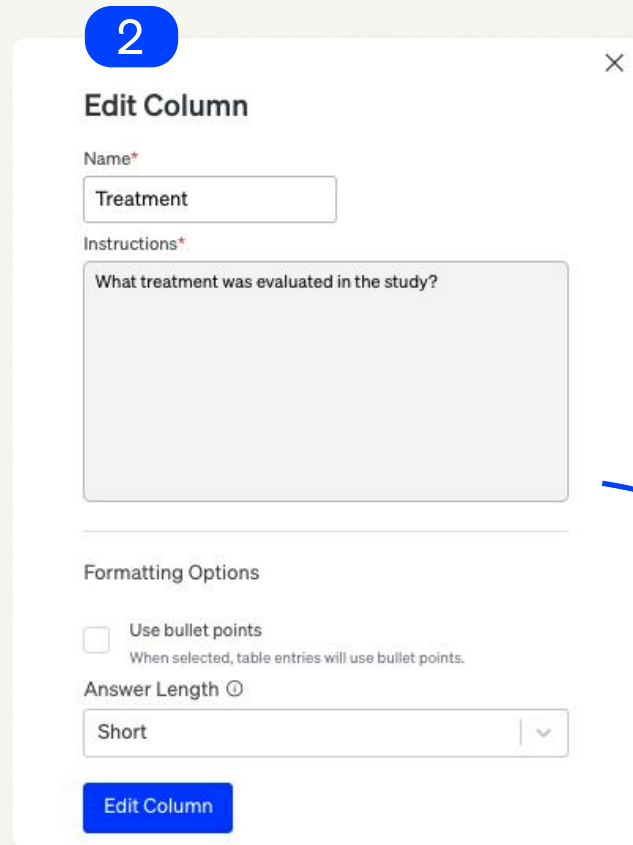 2
Edit Column
Name*
Treatment
Instructions*
What treatment was evaluated in the study?
Formatting Options
Use bullet points
When selected, table entries will use bullet points.
Answer Length
Short
Edit Column